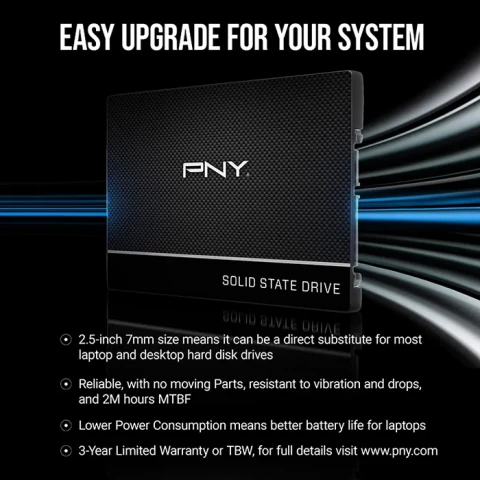 EASY UPGRADE FOR YOUR SYSTEM
PNY
SOLID STATE DRIVE
2.5-inch 7mm size means it can be a direct substitute for most
laptop and desktop hard disk drives
Reliable, with no moving Parts, resistant to vibration and drops,
and 2M hours MTBF
Lower Power Consumption means better battery life for laptops
3-Year Limited Warranty or TBW, for full details visit www.pny.com